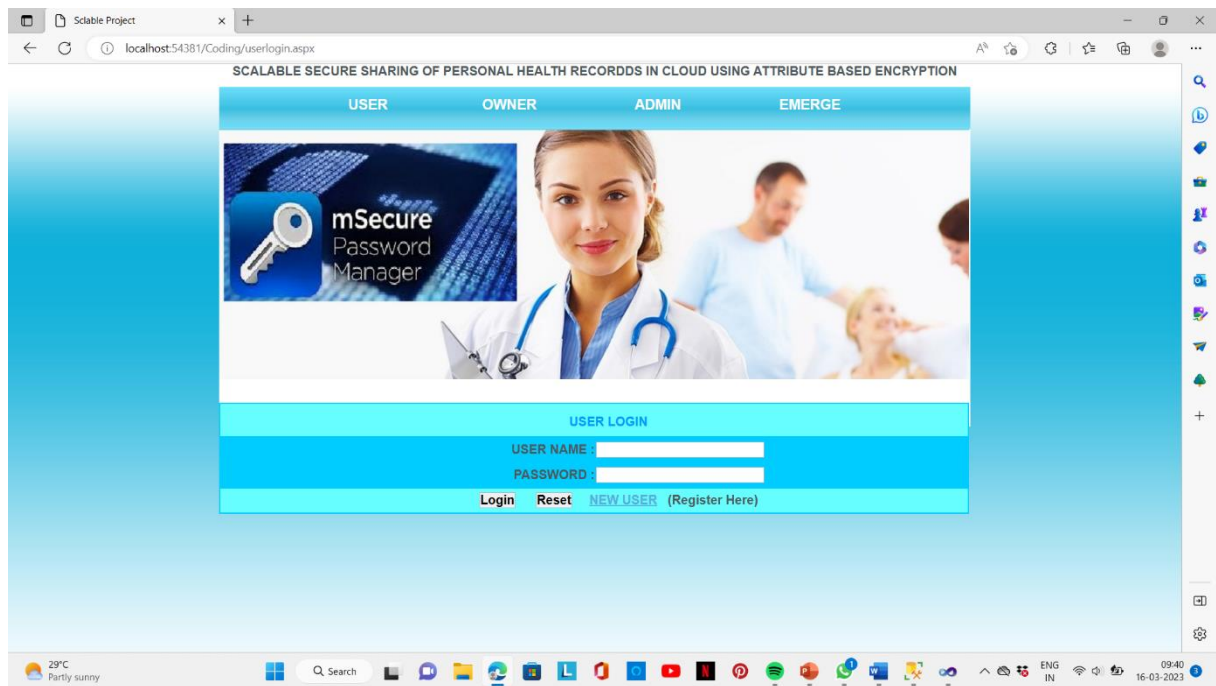 Sclable Project
localhost:54381/Coding/userlogin.aspx
SCALABLE SECURE SHARING OF PERSONAL HEALTH RECORDDS IN CLOUD USING ATTRIBUTE BASED ENCRYPTION
USER OWNER ADMIN EMERGE
mSecure
Password
Manager
USER LOGIN
USER NAME :
PASSWORD :
Login Reset NEW USER (Register Here)
29°C
Partly sunny
Search
ENG
IN
09:40
16-03-2023